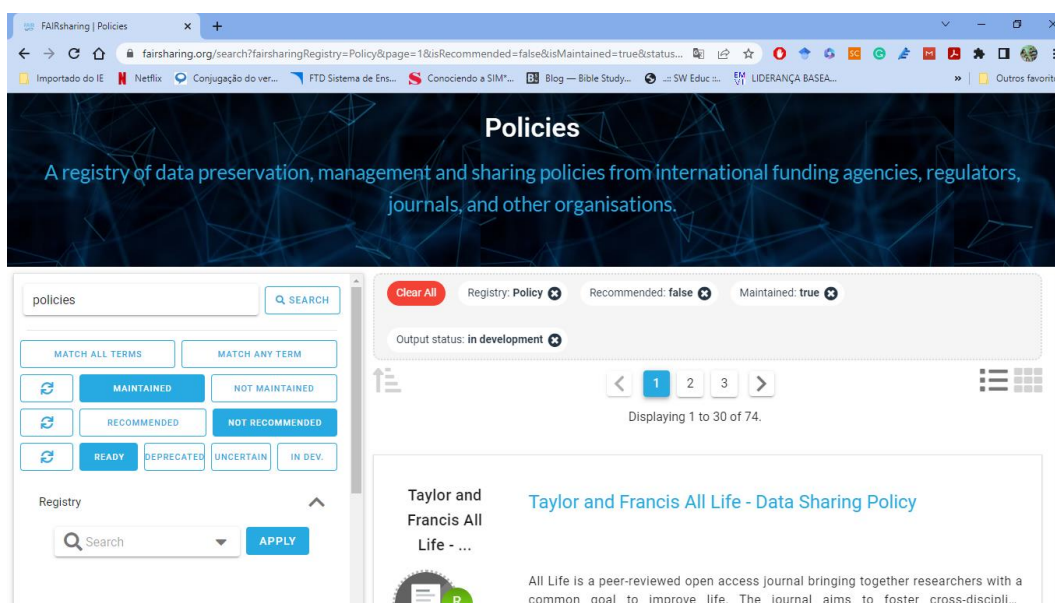 FAIRsharing | Policies
fairsharing.org/search?fairsharingRegistry=Policy&page=1&isRecommended=false&isMaintained=true&status...
Importado do IE Netflix Conjugação do ver... FTD Sistema de Ens... Conociendo a SIM*... Blog — Bible Study... ..:: SW Educ ::.. LIDERANÇA BASEA... » Outros favorit
Policies
A registry of data preservation, management and sharing policies from international funding agencies, regulators,
journals, and other organisations.
policies SEARCH
MATCH ALL TERMS MATCH ANY TERM
MAINTAINED NOT MAINTAINED
RECOMMENDED NOT RECOMMENDED
READY DEPRECATED UNCERTAIN IN DEV.
Registry
Search APPLY
Clear All Registry: Policy Recommended: false Maintained: true
Output status: in development
1 2 3
Displaying 1 to 30 of 74.
Taylor and
Francis All
Life - ...
R
Taylor and Francis All Life - Data Sharing Policy
All Life is a peer-reviewed open access journal bringing together researchers with a
common goal to improve life. The journal aims to foster cross-discipli...